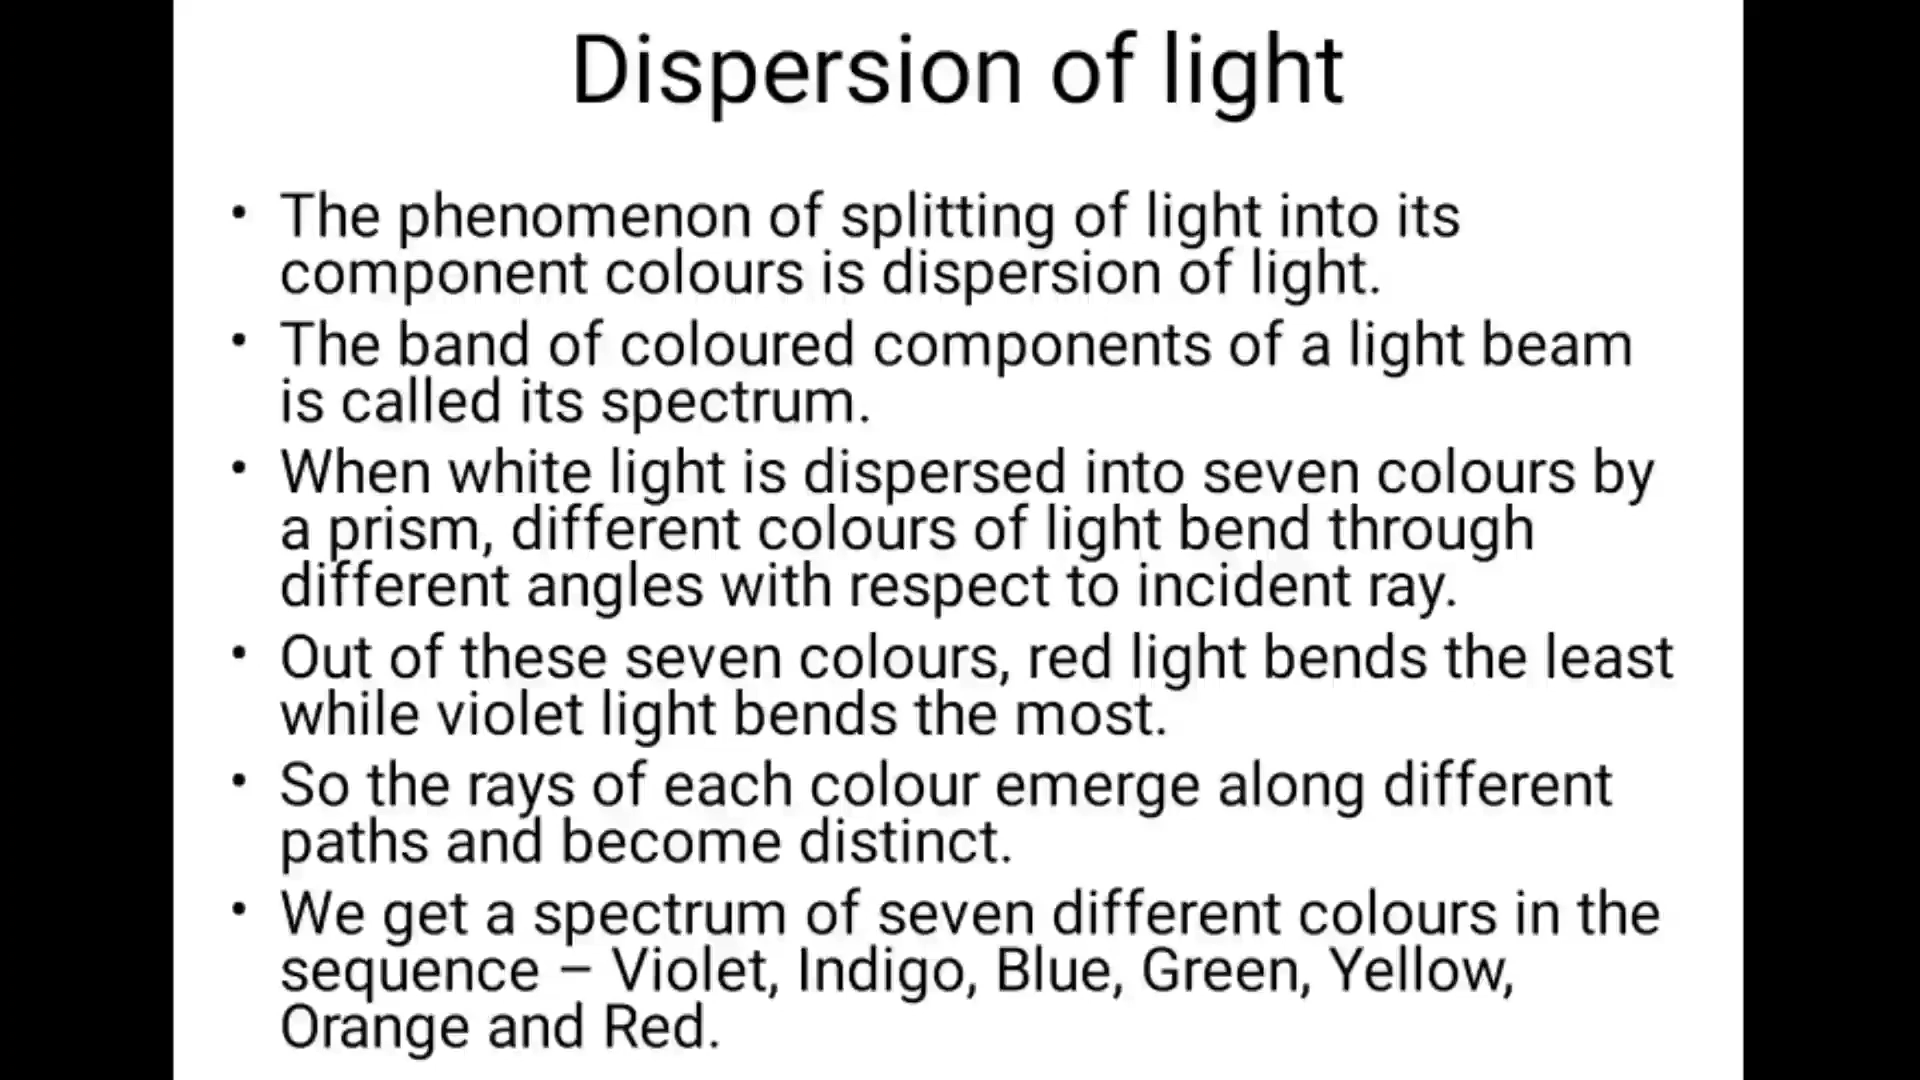 Dispersion of light
• The phenomenon of splitting of light into its
component colours is dispersion of light.
• The band of coloured components of a light beam
is called its spectrum.
• When white light is dispersed into seven colours by
a prism, different colours of light bend through
different angles with respect to incident ray.
• Out of these seven colours, red light bends the least
while violet light bends the most.
• So the rays of each colour emerge along different
paths and become distinct.
• We get a spectrum of seven different colours in the
sequence – Violet, Indigo, Blue, Green, Yellow,
Orange and Red.